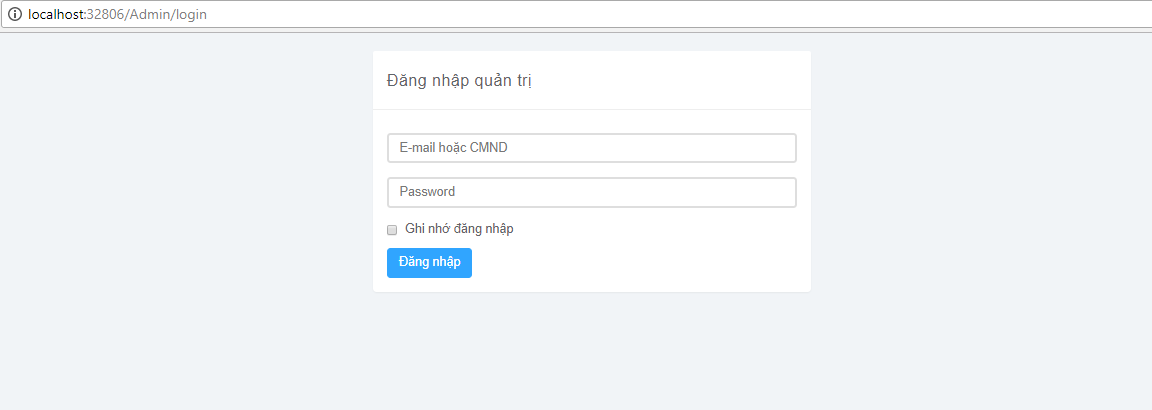 localhost:32806/Admin/login
Đăng nhập quản trị
E-mail hoặc CMND
Password
Ghi nhớ đăng nhập
Đăng nhập